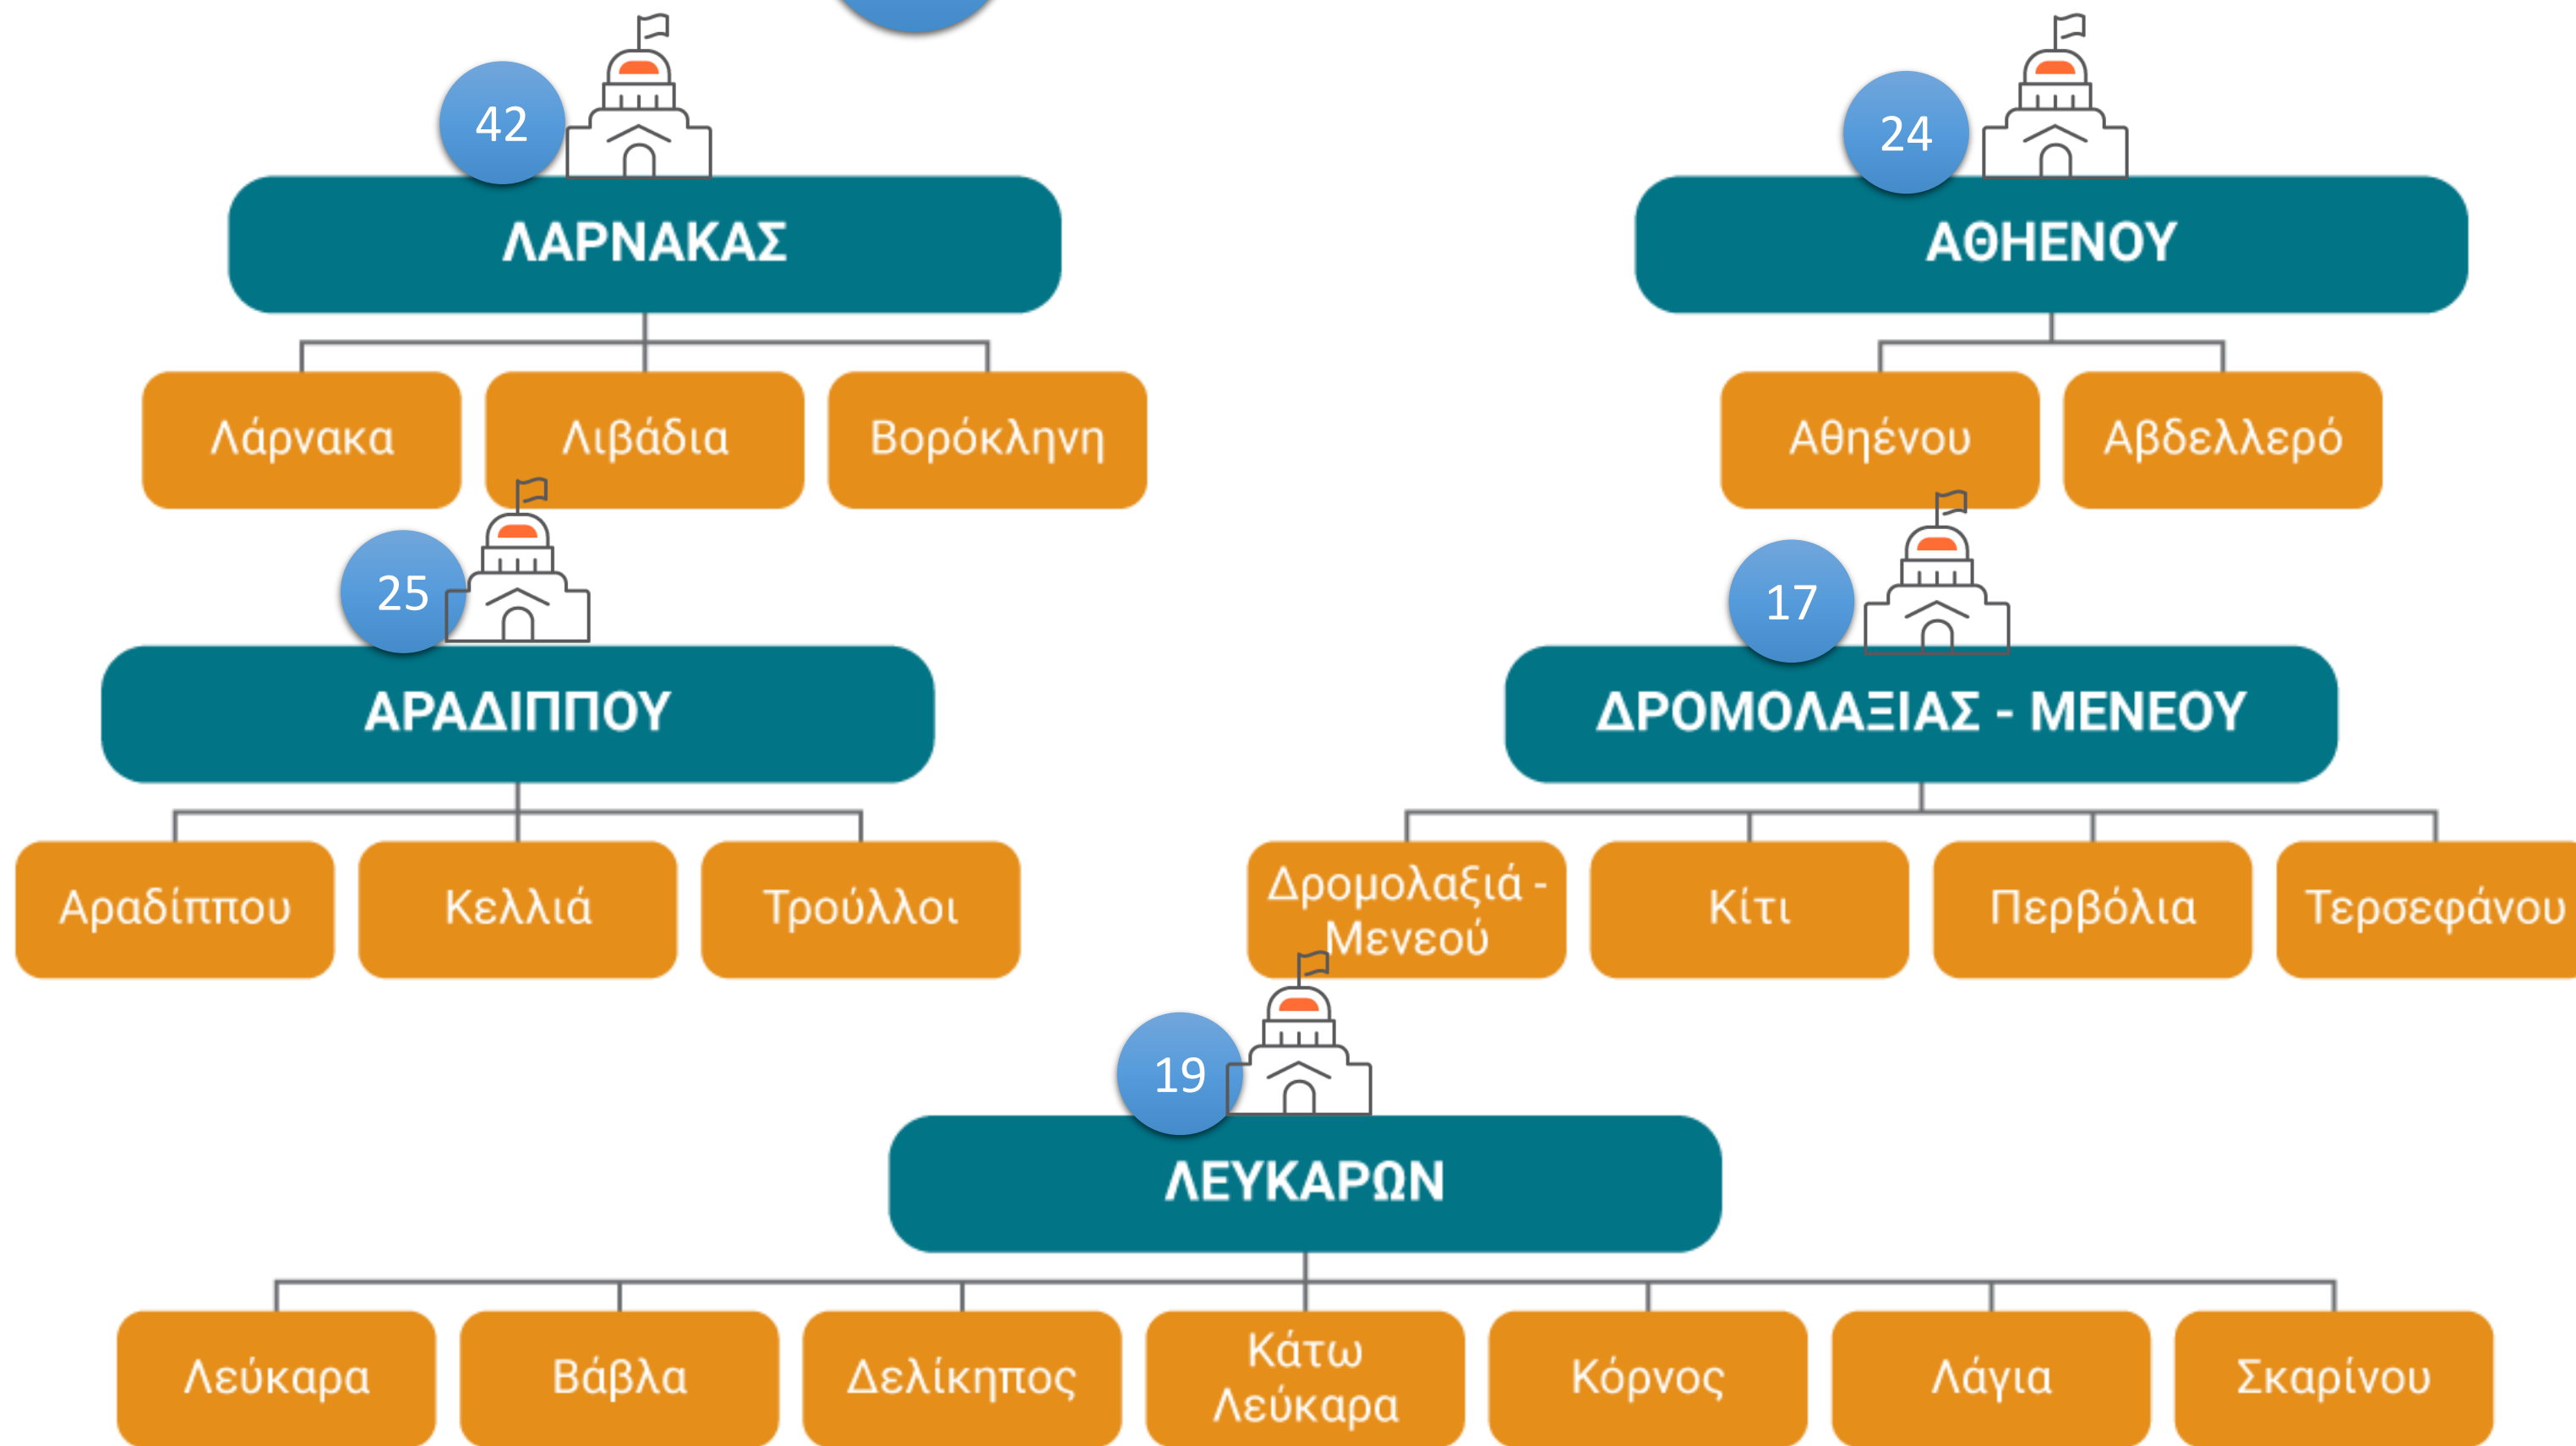 42
24
ΛΑΡΝΑΚΑΣ
ΑΘΗΕΝΟΥ
Λάρνακα
Λιβάδια
Βορόκληνη
Αθηένου
Αβδελλερό
25
17
ΑΡΑΔΙΠΠΟΥ
ΔΡΟΜΟΛΑΞΙΑΣ - ΜΕΝΕΟΥ
Αραδίππου
Κελλιά
Τρούλλοι
Δρομολαξιά -
Μενεού
Κίτι
Περβόλια
Τερσεφάνου
19
ΛΕΥΚΑΡΩΝ
Λεύκαρα
Βάβλα
Δελίκηπος
Κάτω
Λεύκαρα
Κόρνος
Λάγια
Σκαρίνου